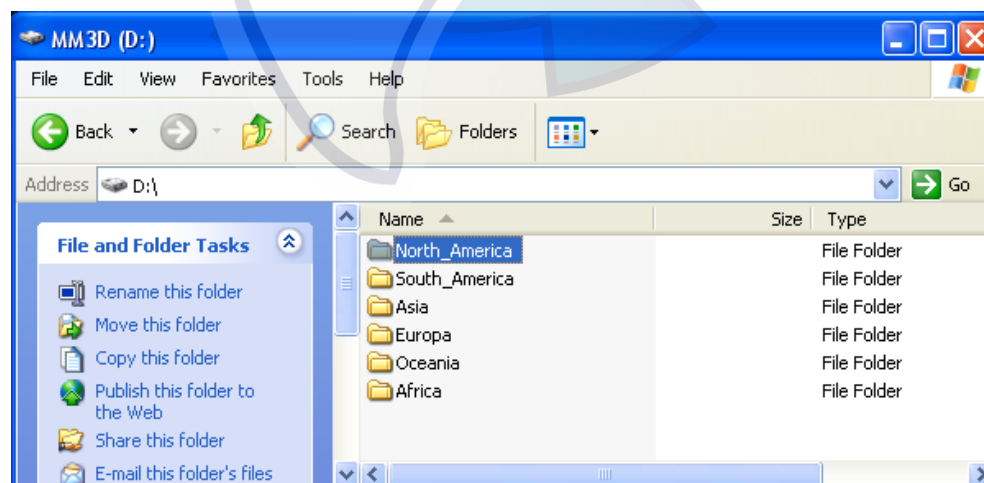 MM3D (D:)
File Edit View Favorites Tools Help
Back Search Folders
Address D:\ Go
Name Size Type
File and Folder Tasks
Rename this folder
Move this folder
Copy this folder
Publish this folder to
the Web
Share this folder
E-mail this folder's files
North_America File Folder
South_America File Folder
Asia File Folder
Europa File Folder
Oceania File Folder
Africa File Folder